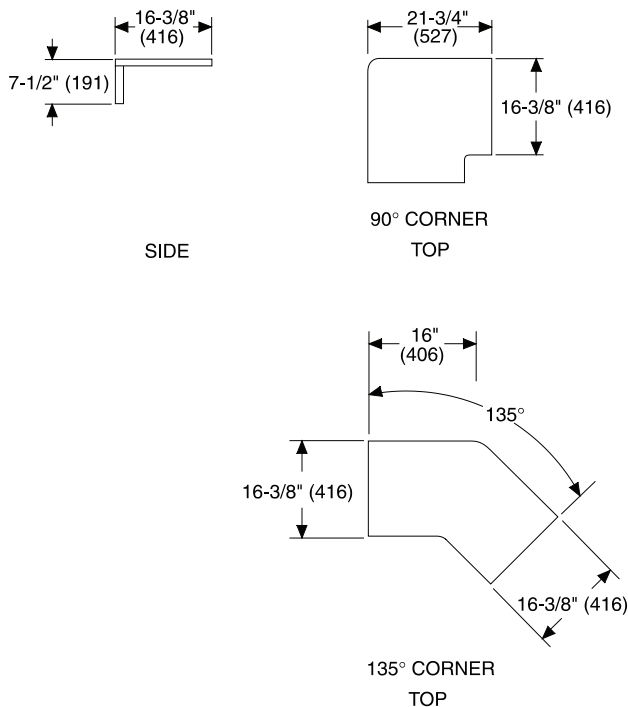 16-3/8"
(416)
7-1/2" (191)
SIDE
21-3/4"
(527)
16-3/8" (416)
90° CORNER
TOP
16"
(406)
135°
16-3/8" (416)
16-3/8" (416)
135° CORNER
TOP